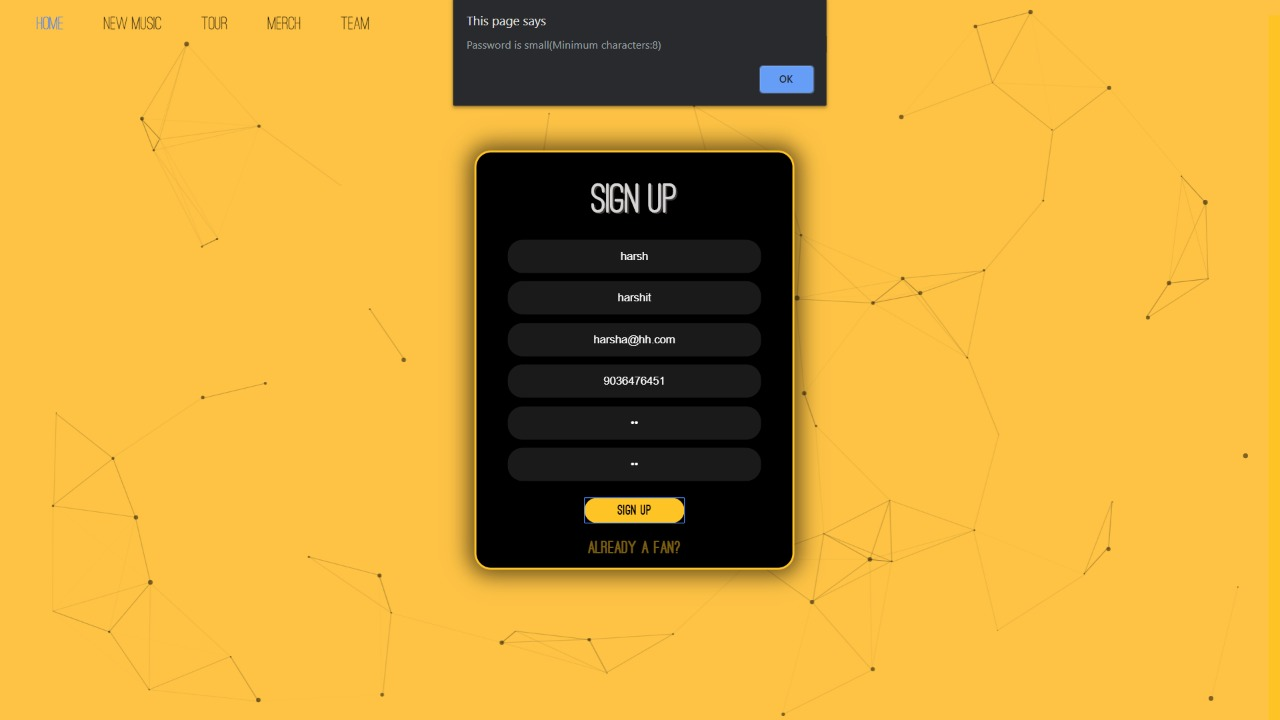 HOME NEW MUSIC TOUR MERCH TEAM
This page says
Password is small(Minimum characters:8)
OK
SIGN UP
harsh
harshit
harsha@hh.com
9036476451
••
••
SIGN UP
ALREADY A FAN?